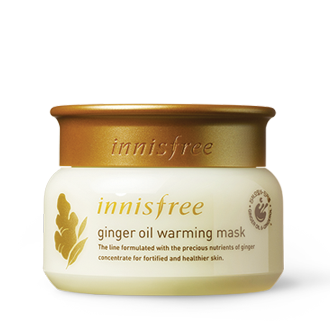 innisfree
innisfree
ginger oil warming mask
The line formulated with the precious nutrients of ginger
concentrate for fortified and healthier skin.